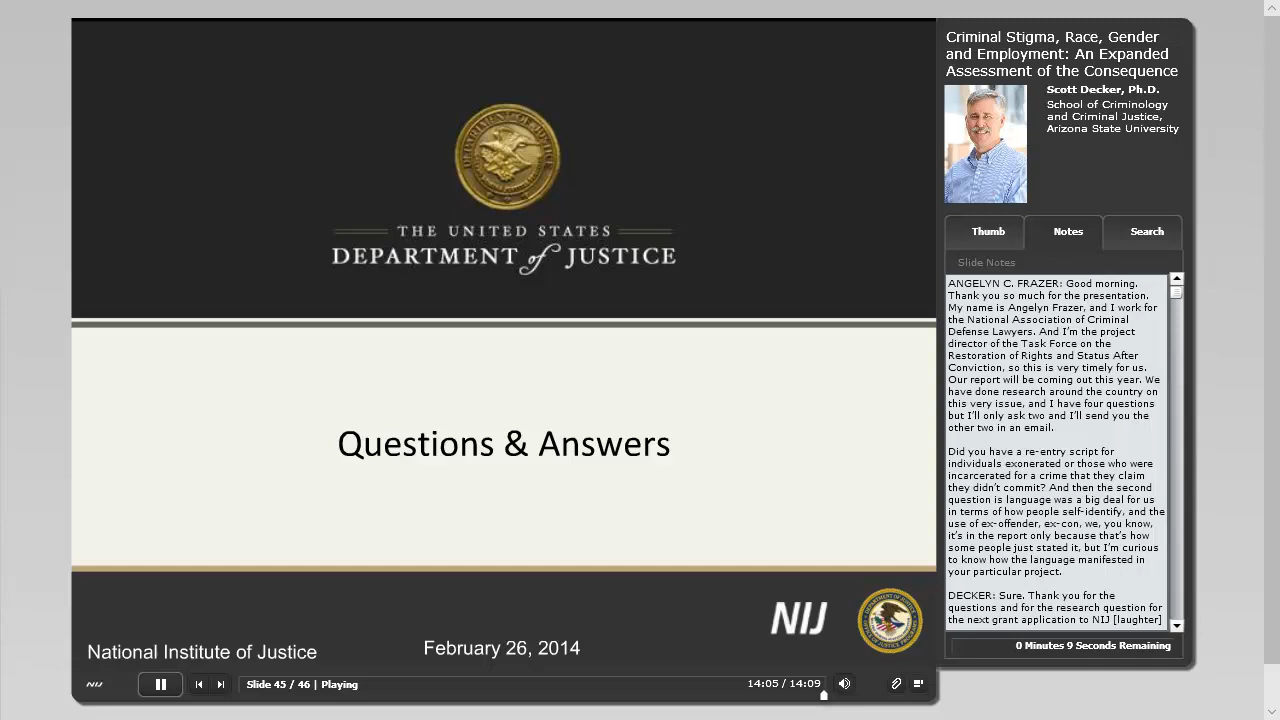 THE UNITED STATES
DEPARTMENT of JUSTICE
Questions & Answers
NIJ
National Institute of Justice
February 26, 2014
NIJ
Slide 45 / 46 | Playing
14:05 / 14:09
Criminal Stigma, Race, Gender
and Employment: An Expanded
Assessment of the Consequence
Scott Decker, Ph.D.
School of Criminology
and Criminal Justice,
Arizona State University
Thumb
Notes
Search
Slide Notes
ANGELYN C. FRAZER: Good morning.
Thank you so much for the presentation.
My name is Angelyn Frazer, and I work for
the National Association of Criminal
Defense Lawyers. And I'm the project
director of the Task Force on the
Restoration of Rights and Status After
Conviction, so this is very timely for us.
Our report will be coming out this year. We
have done research around the country on
this very issue, and I have four questions
but I'll only ask two and I'll send you the
other two in an email.
Did you have a re-entry script for
individuals exonerated or those who were
incarcerated for a crime that they claim
they didn't commit? And then the second
question is language was a big deal for us
in terms of how people self-identify, and the
use of ex-offender, ex-con, we, you know,
it's in the report only because that's how
some people just stated it, but I'm curious
to know how the language manifested in
your particular project.
DECKER: Sure. Thank you for the
questions and for the research question for
the next grant application to NIJ [laughter]
0 Minutes 9 Seconds Remaining